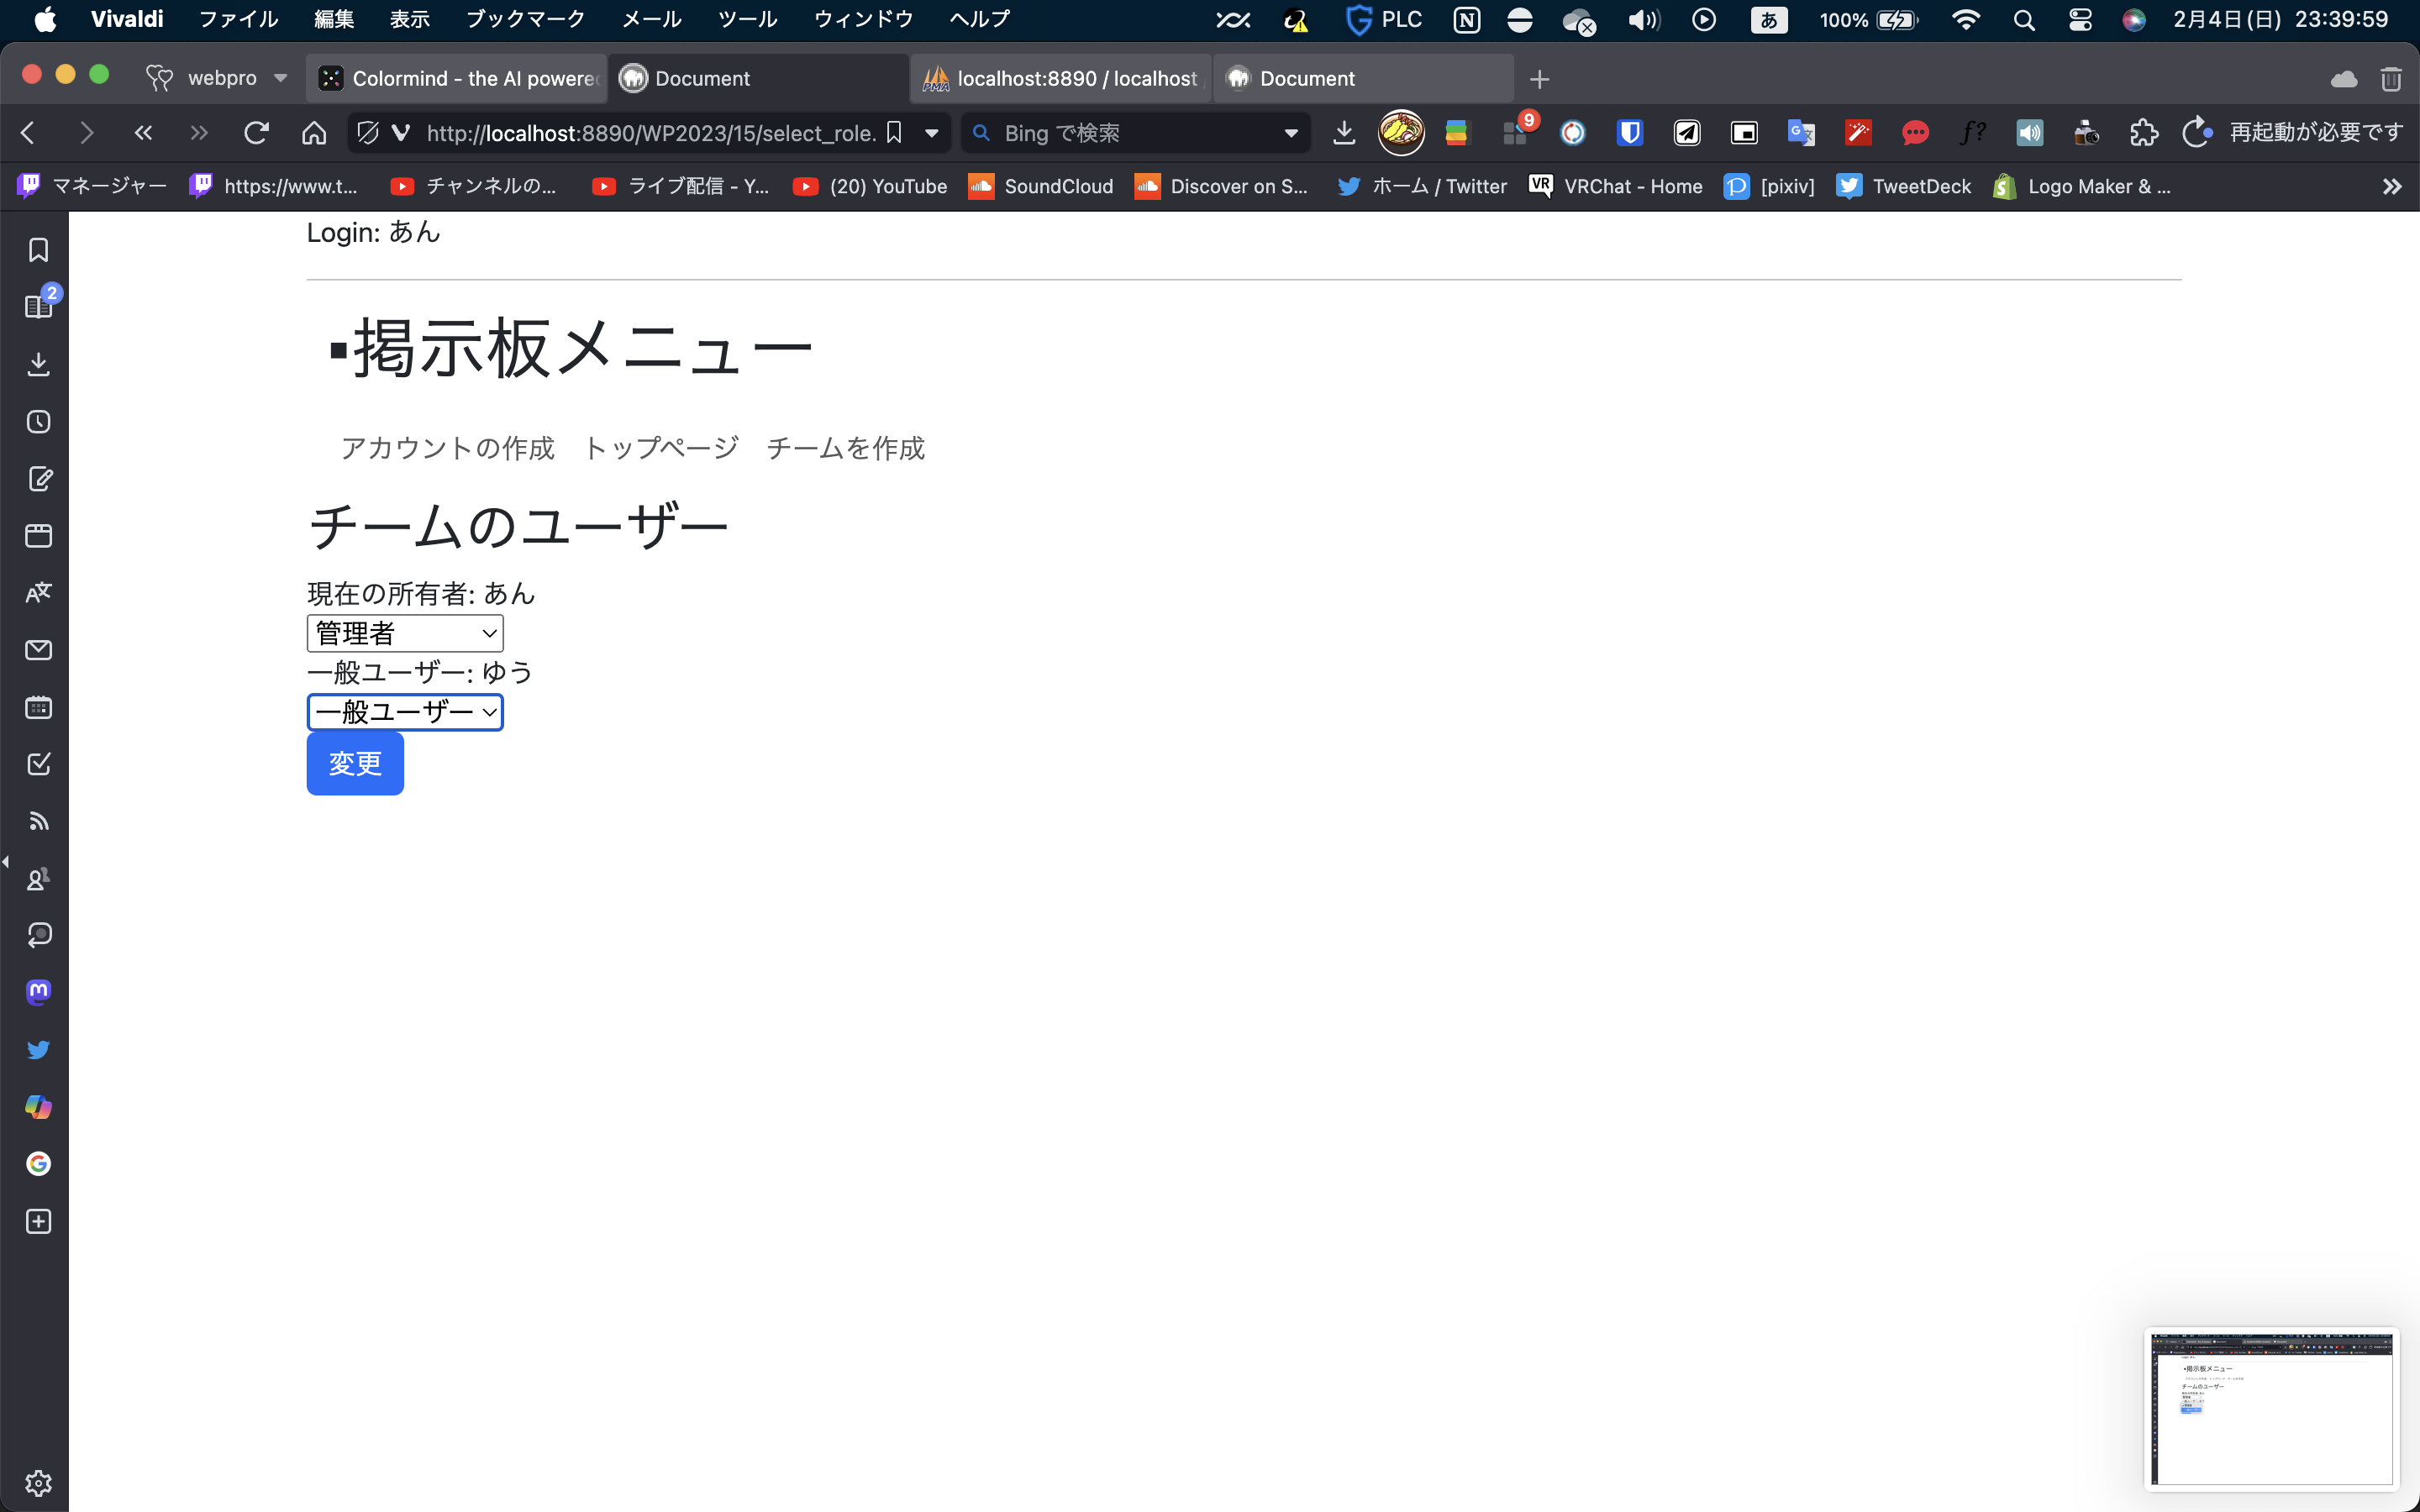 Vivaldi ファイル 編集 表示 ブックマーク メール ツール ウィンドウ ヘルプ PLC あ 100% 2月4日(日) 23:39:59
webpro Colormind - the AI powere Document localhost:8890 / localhost Document
http://localhost:8890/WP2023/15/select_role. Bing で検索 9 再起動が必要です
マネージャー https://www.t... チャンネルの... ライブ配信 - Y... (20) YouTube SoundCloud Discover on S... ホーム / Twitter VRChat - Home [pixiv] TweetDeck Logo Maker & ...
2
Login: あん
▪掲示板メニュー
アカウントの作成 トップページ チームを作成
チームのユーザー
現在の所有者: あん
管理者
一般ユーザー: ゆう
一般ユーザー
変更